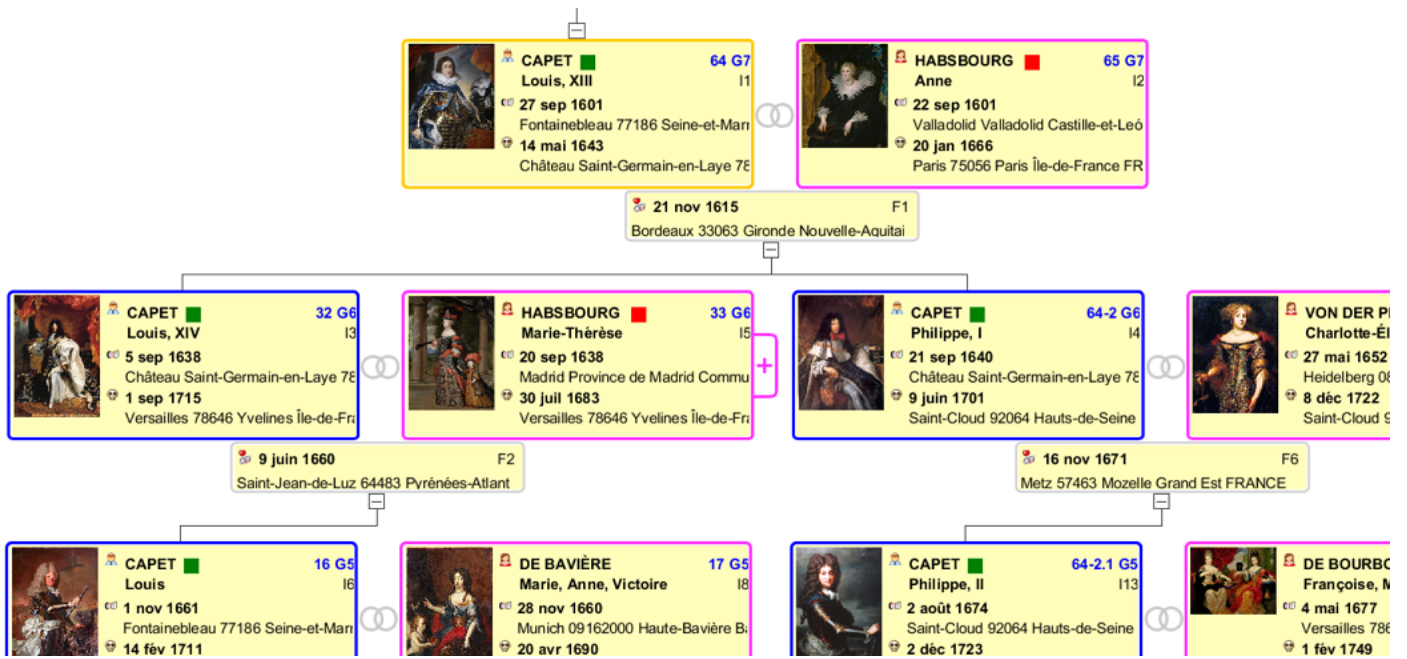 CAPET 64 G7
Louis, XIII I1
27 sep 1601
Fontainebleau 77186 Seine-et-Marn
14 mai 1643
Château Saint-Germain-en-Laye 78
HABSBOURG 65 G7
Anne I2
22 sep 1601
Valladolid Valladolid Castille-et-Leó
20 jan 1666
Paris 75056 Paris Île-de-France FR
21 nov 1615 F1
Bordeaux 33063 Gironde Nouvelle-Aquitai
CAPET 32 G6
Louis, XIV I3
5 sep 1638
Château Saint-Germain-en-Laye 78
1 sep 1715
Versailles 78646 Yvelines Île-de-Fra
HABSBOURG 33 G6
Marie-Thérèse I5
20 sep 1638
Madrid Province de Madrid Commu
30 juil 1683
Versailles 78646 Yvelines Île-de-Fra
+
CAPET 64-2 G6
Philippe, I I4
21 sep 1640
Château Saint-Germain-en-Laye 78
9 juin 1701
Saint-Cloud 92064 Hauts-de-Seine
VON DER P
Charlotte-Él
27 mai 1652
Heidelberg 08
8 déc 1722
Saint-Cloud 9
9 juin 1660 F2
Saint-Jean-de-Luz 64483 Pyrénées-Atlant
16 nov 1671 F6
Metz 57463 Mozelle Grand Est FRANCE
CAPET 16 G5
Louis I6
1 nov 1661
Fontainebleau 77186 Seine-et-Marn
14 fév 1711
DE BAVIÈRE 17 G5
Marie, Anne, Victoire I8
28 nov 1660
Munich 09162000 Haute-Bavière Ba
20 avr 1690
CAPET 64-2.1 G5
Philippe, II I13
2 août 1674
Saint-Cloud 92064 Hauts-de-Seine
2 déc 1723
DE BOURBO
Françoise, M
4 mai 1677
Versailles 786
1 fév 1749